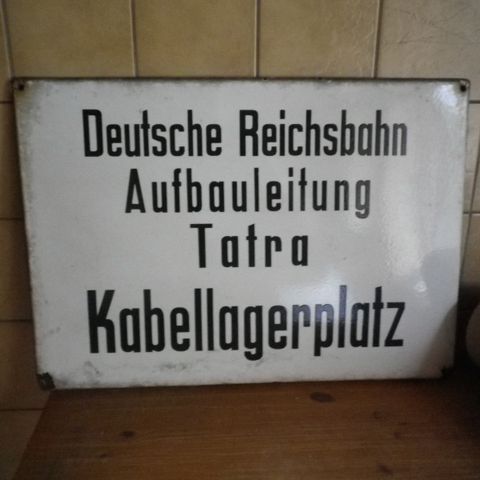 Deutsche Reichsbahn
Aufbauleitung
Tatra
Kabellagerplatz